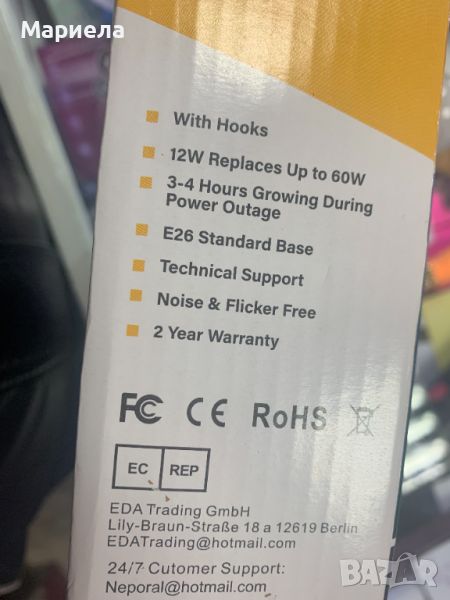 Мариела
With Hooks
12W Replaces Up to 60W
3-4 Hours Growing During
Power Outage
E26 Standard Base
Technical Support
Noise & Flicker Free
2 Year Warranty
FC CE RoHS
EC REP
EDA Trading GmbH
Lily-Braun-Straße 18 a 12619 Berlin
EDATrading@hotmail.com
24/7 Cutomer Support:
Neporal@hotmail.com
BAZAR